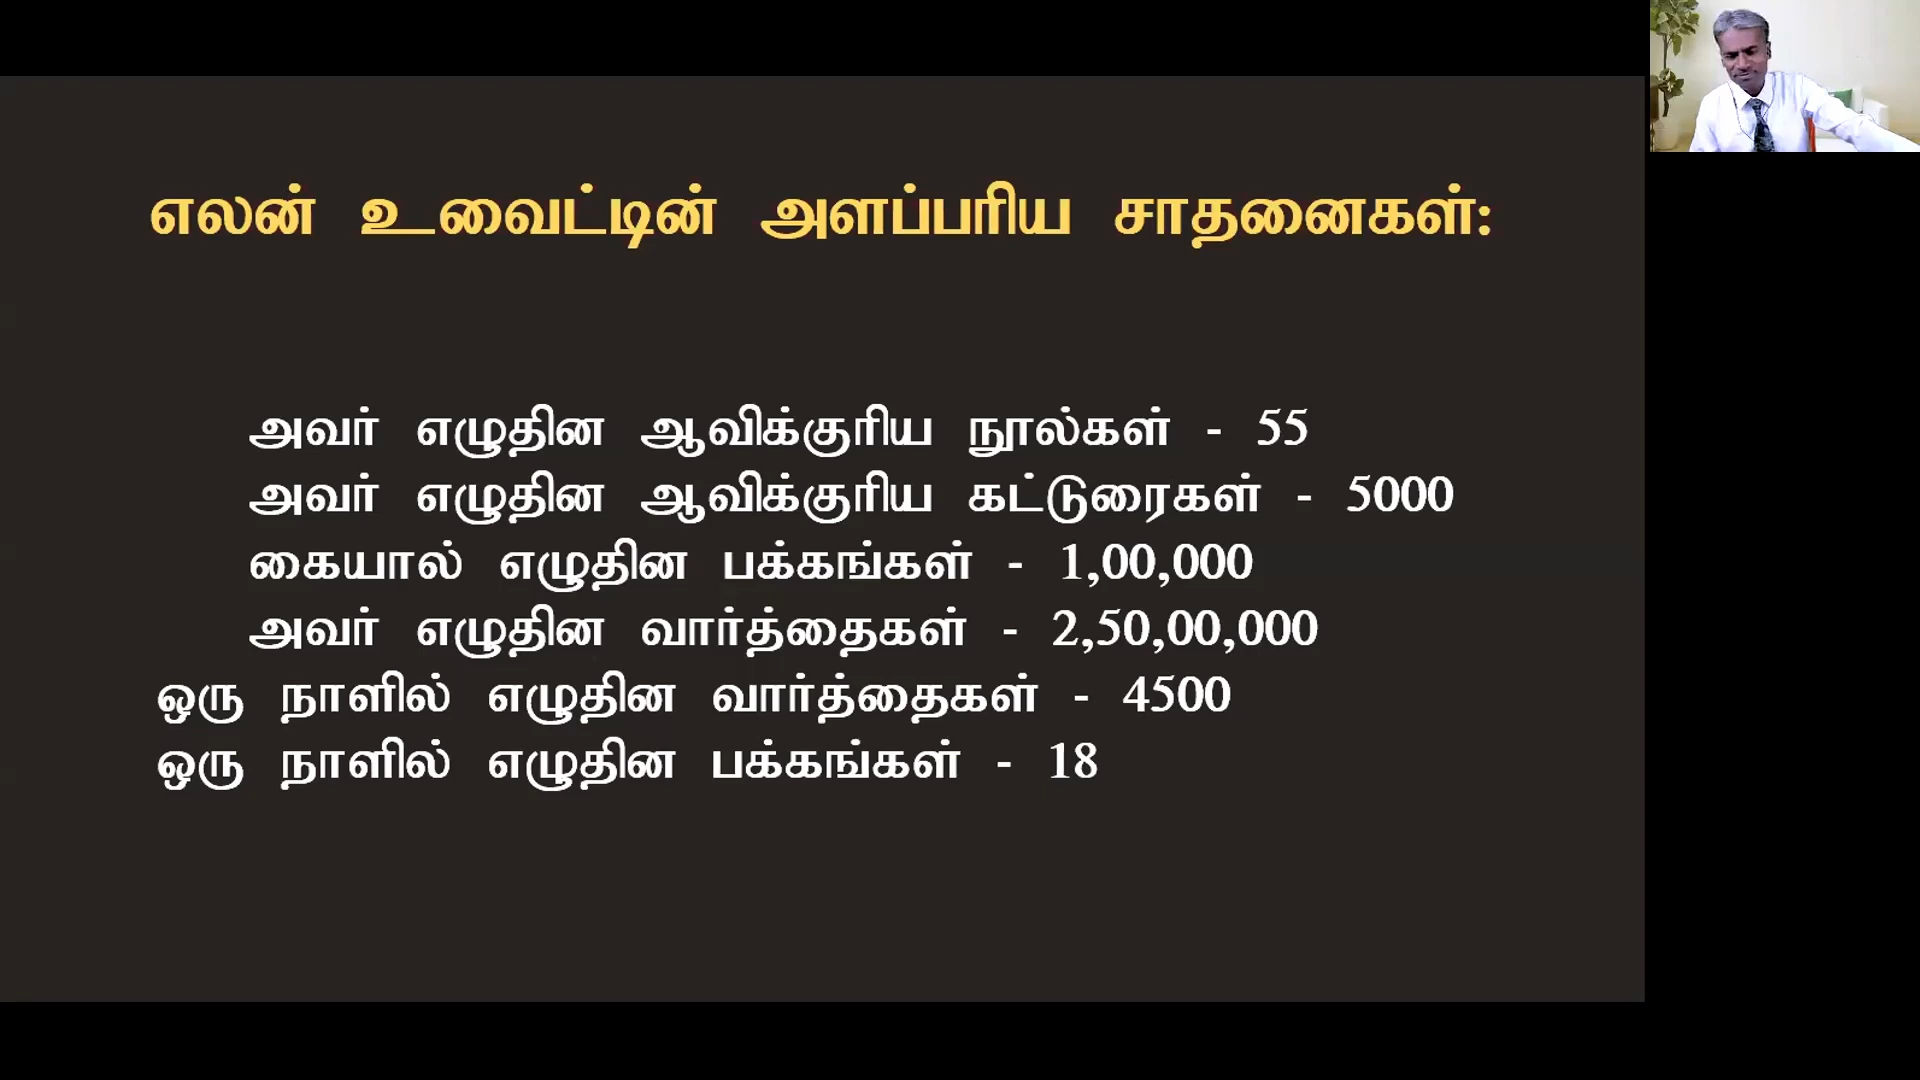 எலன் உவைட்டின் அளப்பரிய சாதனைகள்:
அவர் எழுதின ஆவிக்குரிய நூல்கள் - 55
அவர் எழுதின ஆவிக்குரிய கட்டுரைகள் - 5000
கையால் எழுதின பக்கங்கள் - 1,00,000
அவர் எழுதின வார்த்தைகள் - 2,50,00,000
ஒரு நாளில் எழுதின வார்த்தைகள் - 4500
ஒரு நாளில் எழுதின பக்கங்கள் - 18